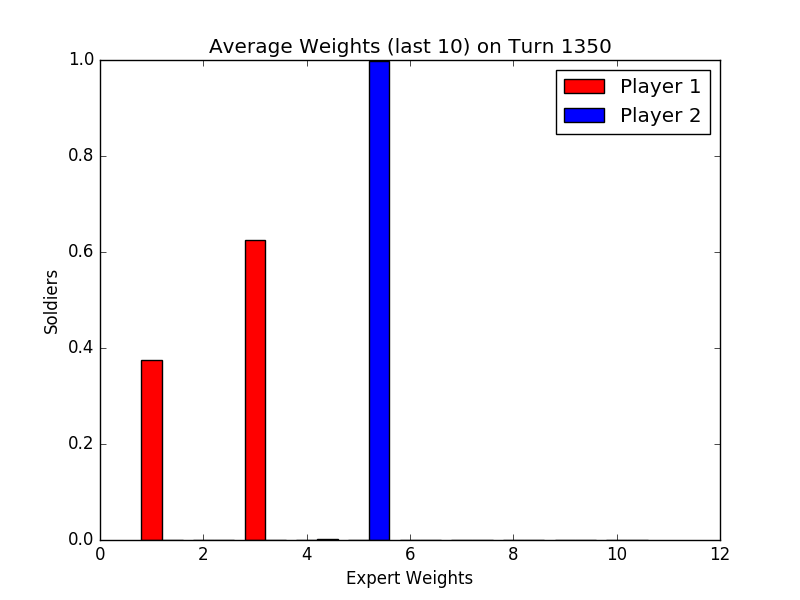 Average Weights (last 10) on Turn 1350
1.0
0.8
0.6
0.4
0.2
0.0
Soldiers
0 2 4 6 8 10 12
Expert Weights
Player 1
Player 2